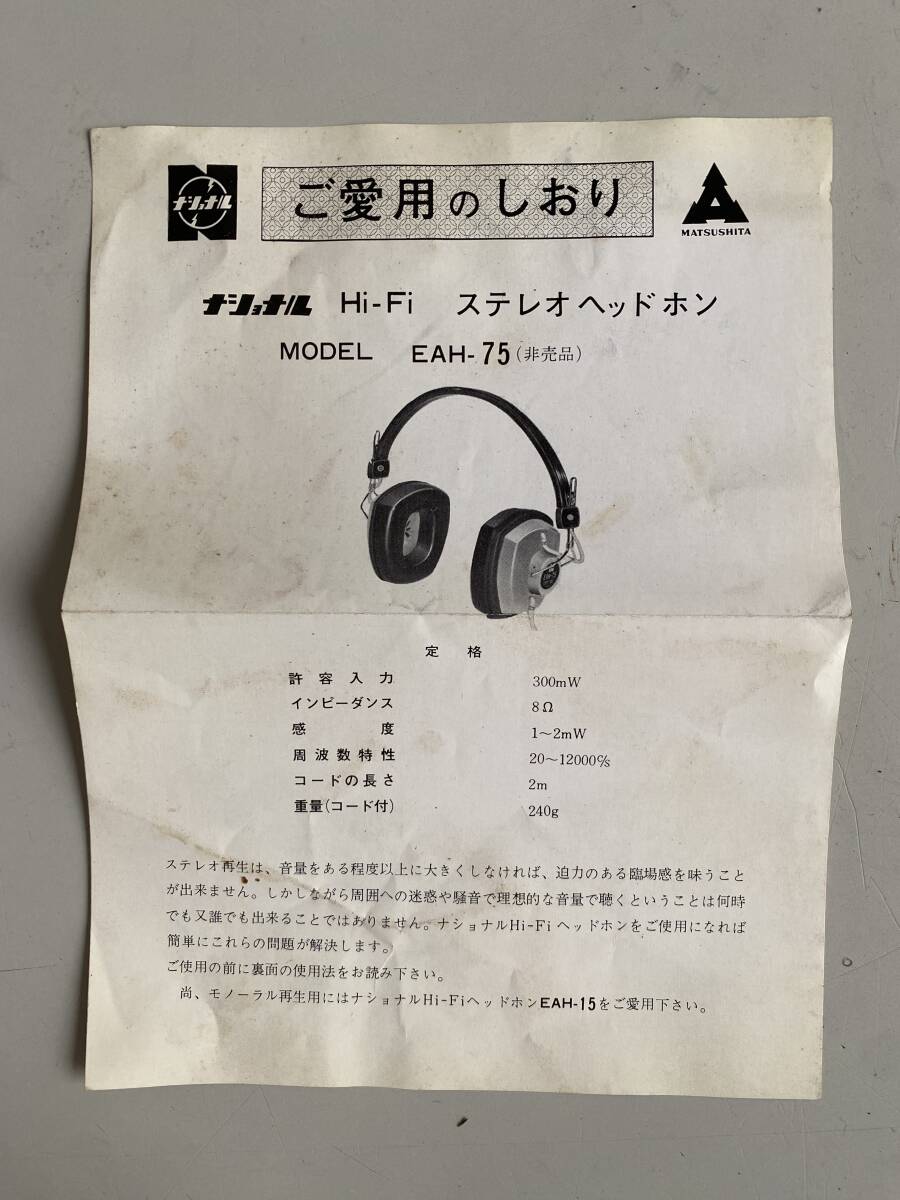 ナショナル
ご愛用のしおり
MATSUSHITA
ナショナル Hi-Fi ステレオヘッドホン
MODEL EAH-75(非売品)
定格
許容入力 300mW
インピーダンス 8Ω
感度 1~2mW
周波数特性 20~12000c/s
コードの長さ 2m
重量(コード付) 240g
ステレオ再生は、音量をある程度以上に大きくしなければ、迫力のある臨場感を味うこと
が出来ません。しかしながら周囲への迷惑や騒音で理想的な音量で聴くということは何時
でも又誰でも出来ることではありません。ナショナルHi-Fiヘッドホンをご使用になれば
簡単にこれらの問題が解決します。
ご使用の前に裏面の使用法をお読み下さい。
尚、モノーラル再生用にはナショナルHi-FiヘッドホンEAH-15をご愛用下さい。